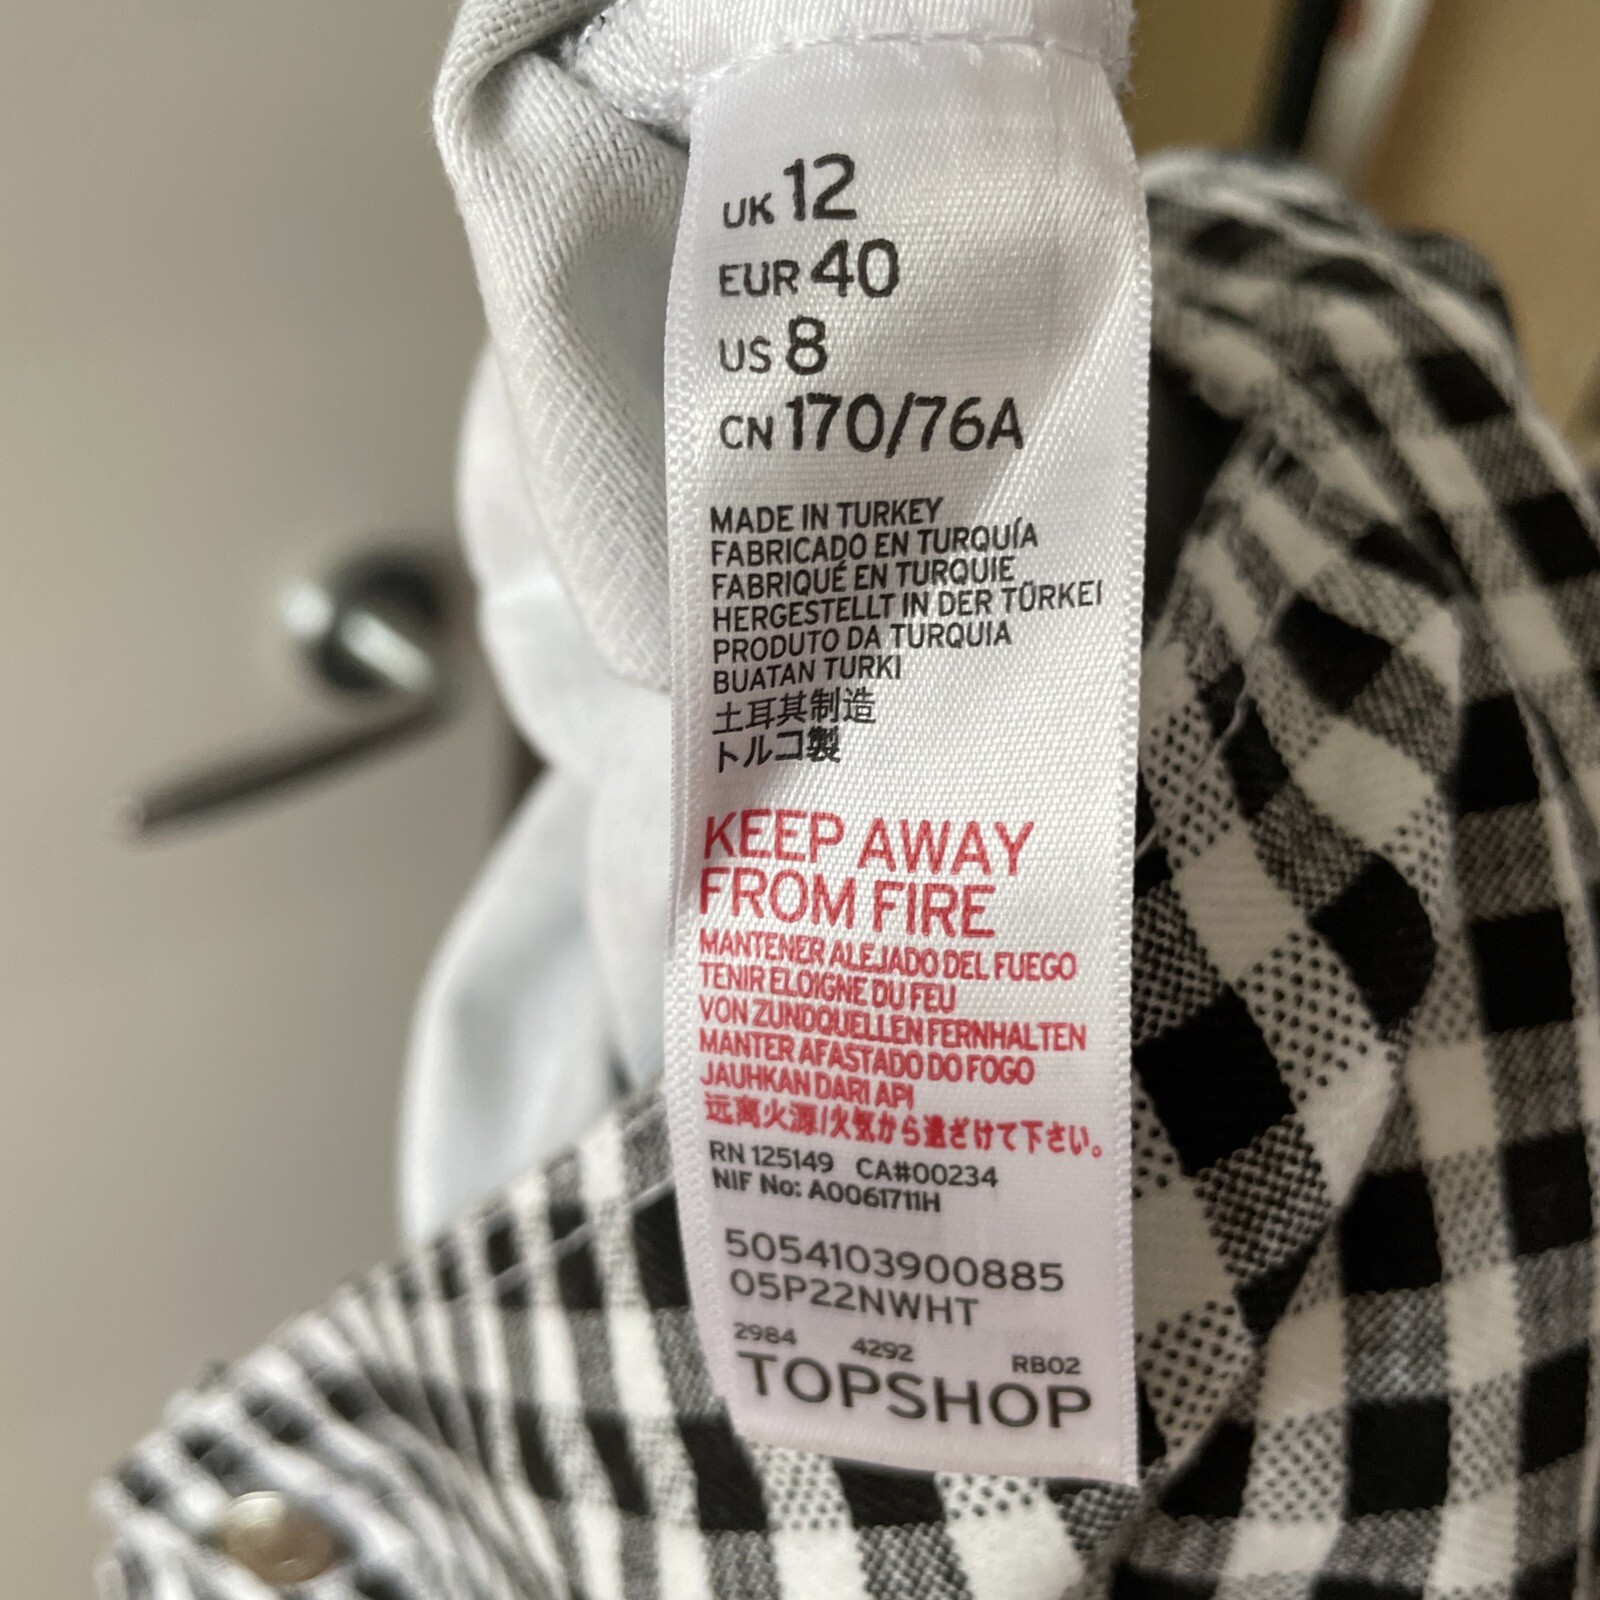 UK 12
EUR 40
US 8
CN 170/76A
MADE IN TURKEY
FABRICADO EN TURQUÍA
FABRIQUÉ EN TURQUIE
HERGESTELLT IN DER TÜRKEI
PRODUTO DA TURQUIA
BUATAN TURKI
土耳其制造
トルコ製
KEEP AWAY
FROM FIRE
MANTENER ALEJADO DEL FUEGO
TENIR ELOIGNE DU FEU
VON ZUNDQUELLEN FERNHALTEN
MANTER AFASTADO DO FOGO
JAUHKAN DARI API
远离火源/火気から遠ざけて下さい。
RN 125149 CA#00234
NIF No: A0061711H
5054103900885
05P22NWHT
2984 4292 RB02
TOPSHOP